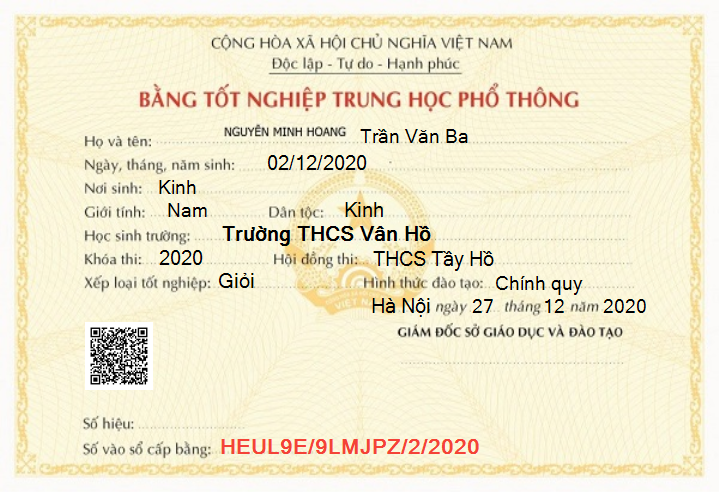 CỘNG HÒA XÃ HỘI CHỦ NGHĨA VIỆT NAM
Độc lập - Tự do - Hạnh phúc
BẰNG TỐT NGHIỆP TRUNG HỌC PHỔ THÔNG
Họ và tên: NGUYỄN MINH HOANG Trần Văn Ba
Ngày, tháng, năm sinh: 02/12/2020
Nơi sinh: Kinh
Giới tính: Nam Dân tộc: Kinh
Học sinh trường: Trường THCS Vân Hồ
Khóa thi: 2020 Hội đồng thi: THCS Tây Hồ
Xếp loại tốt nghiệp: Giỏi Hình thức đào tạo: Chính quy
VIỆT NAM
Hà Nội ngày 27 tháng 12 năm 2020
GIÁM ĐỐC SỞ GIÁO DỤC VÀ ĐÀO TẠO
Số hiệu:
Số vào sổ cấp bằng: HEUL9E/9LMJPZ/2/2020